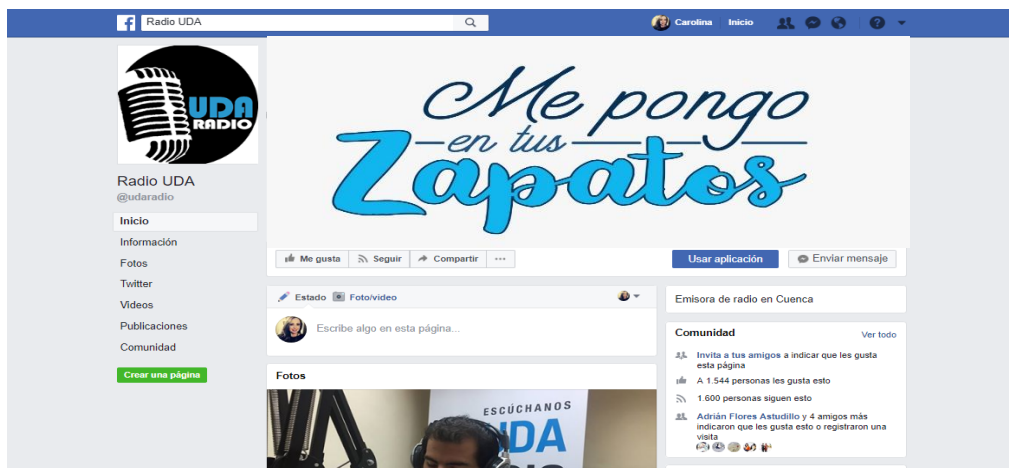 Radio UDA
Carolina Inicio
UDA
RADIO
Me pongo
en tus
Zapatos
Radio UDA
@udaradio
Inicio
Información
Fotos
Twitter
Videos
Publicaciones
Comunidad
Crear una página
Me gusta Seguir Compartir ...
Usar aplicación Enviar mensaje
Estado Foto/video
Escribe algo en esta página...
Fotos
ESCÚCHANOS
UDA
RADIO
Emisora de radio en Cuenca
Comunidad Ver todo
Invita a tus amigos a indicar que les gusta
esta página
A 1.544 personas les gusta esto
1.600 personas siguen esto
Adrián Flores Astudillo y 4 amigos más
indicaron que les gusta esto o registraron una
visita